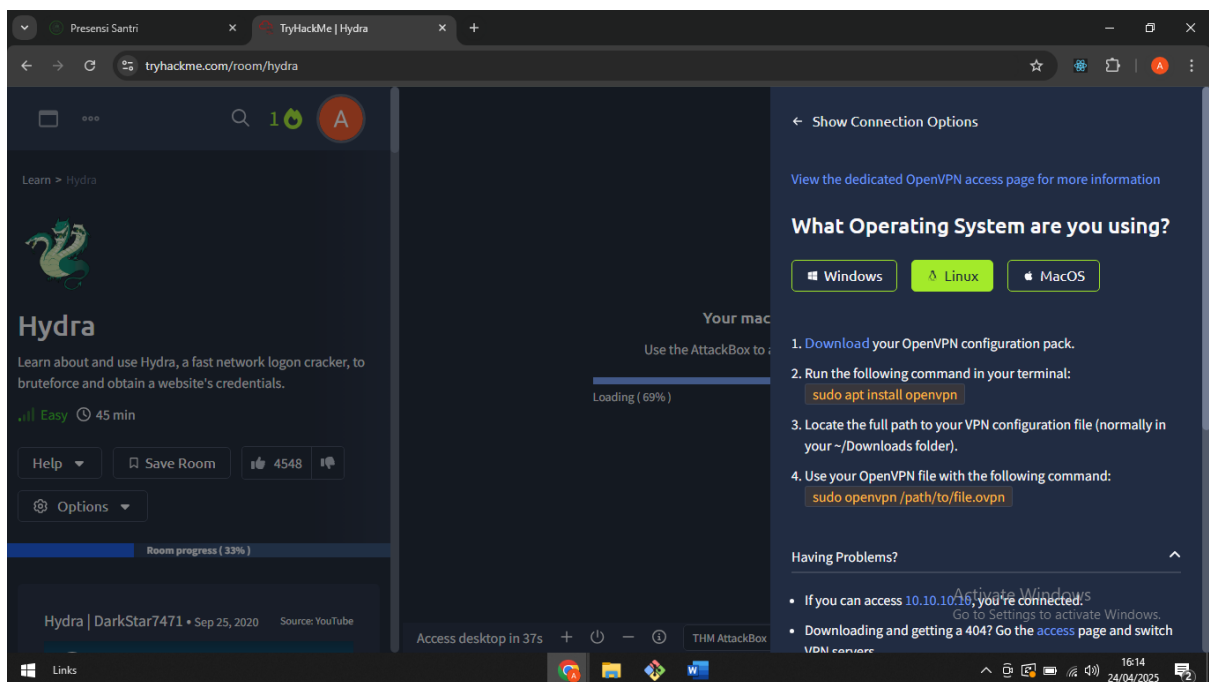 Presensi Santri
TryHackMe | Hydra
tryhackme.com/room/hydra
A
1
A
Learn > Hydra
Hydra
Learn about and use Hydra, a fast network logon cracker, to
bruteforce and obtain a website's credentials.
Easy 45 min
Help
Save Room
4548
Options
Room progress ( 33% )
Hydra | DarkStar7471 • Sep 25, 2020 Source: YouTube
Your mac
Use the AttackBox to
Loading ( 69% )
Access desktop in 37s
THM AttackBox
← Show Connection Options
View the dedicated OpenVPN access page for more information
What Operating System are you using?
Windows
Linux
MacOS
1. Download your OpenVPN configuration pack.
2. Run the following command in your terminal:
sudo apt install openvpn
3. Locate the full path to your VPN configuration file (normally in
your ~/Downloads folder).
4. Use your OpenVPN file with the following command:
sudo openvpn /path/to/file.ovpn
Having Problems?
• If you can access 10.10.10.10, you're connected.
• Downloading and getting a 404? Go the access page and switch
VPN servers.
Activate Windows
Go to Settings to activate Windows.
Links
16:14
24/04/2025
2